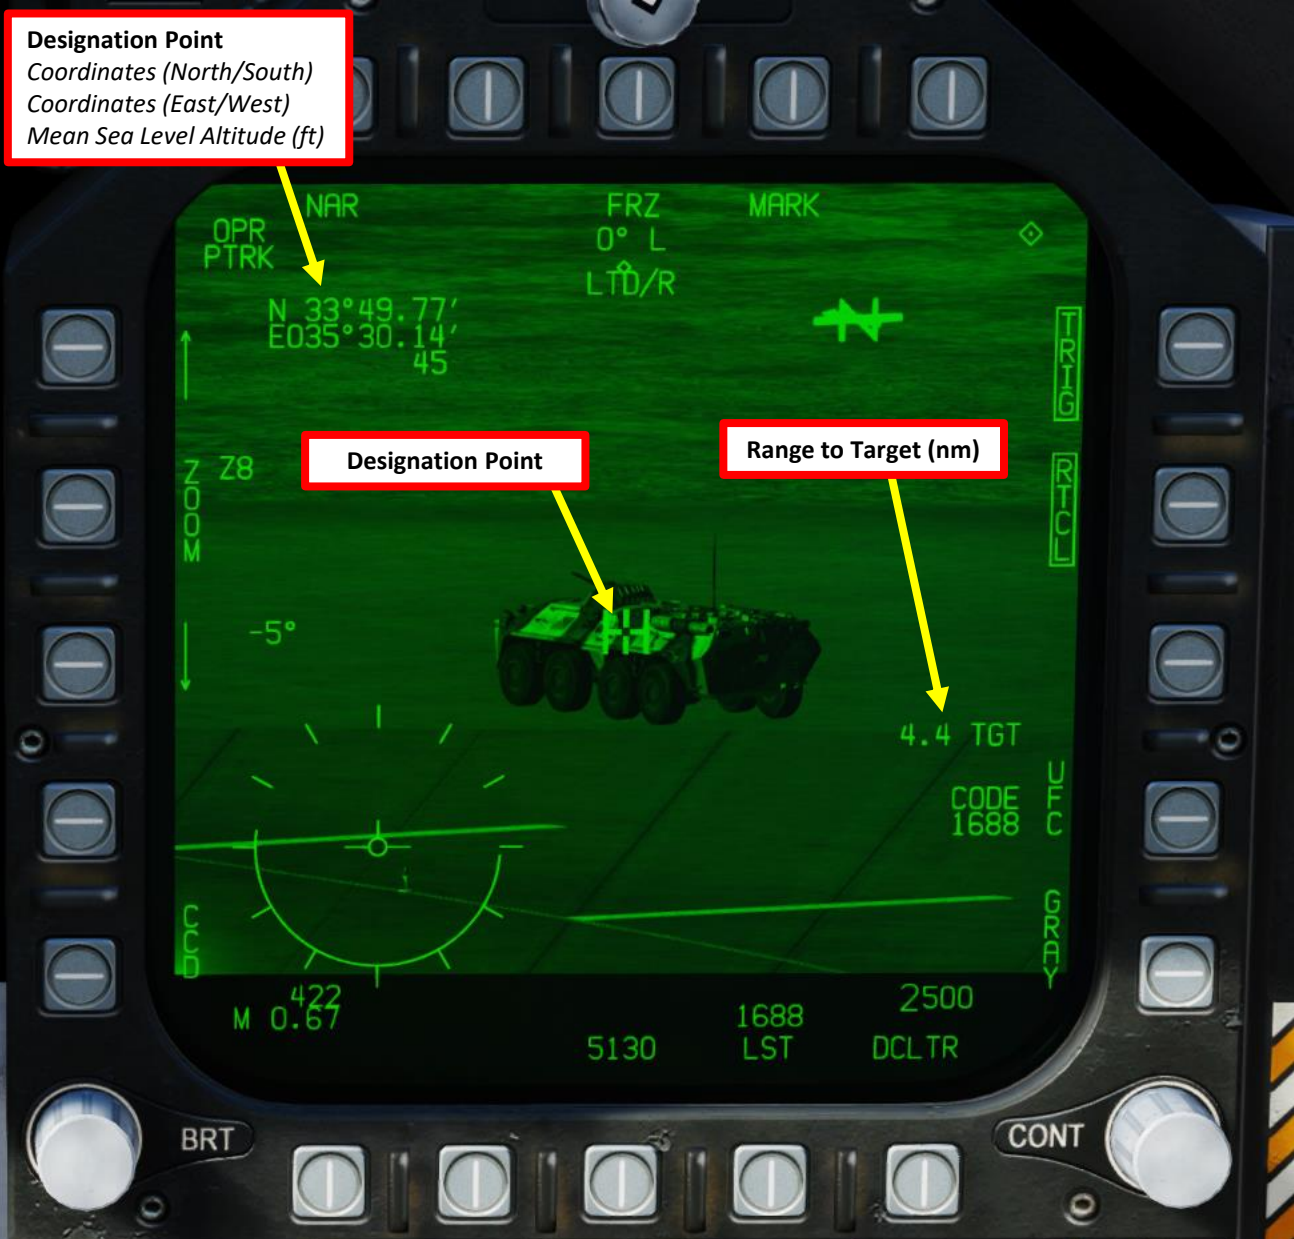 Designation Point
Coordinates (North/South)
Coordinates (East/West)
Mean Sea Level Altitude (ft)
NAR
FRZ
MARK
OPR
PTRK
0° L
LTD/R
N 33°49.77′
E035°30.14′
45
TRIG
Designation Point
Range to Target (nm)
ZOOM
Z8
RTCL
-5°
4.4 TGT
CODE
1688
UFC
CCD
GRAY
422
M 0.67
2500
1688
5130
LST
DCLTR
BRT
CONT